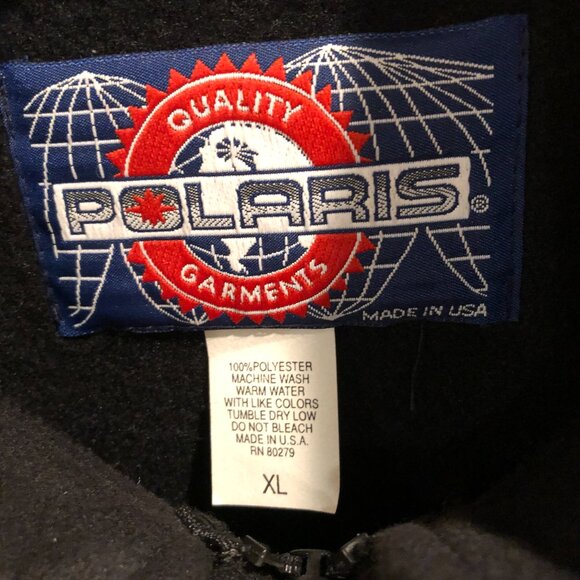 QUALITY
POLARIS®
GARMENTS
MADE IN USA
100%POLYESTER
MACHINE WASH
WARM WATER
WITH LIKE COLORS
TUMBLE DRY LOW
DO NOT BLEACH
MADE IN U.S.A.
RN 80279
XL